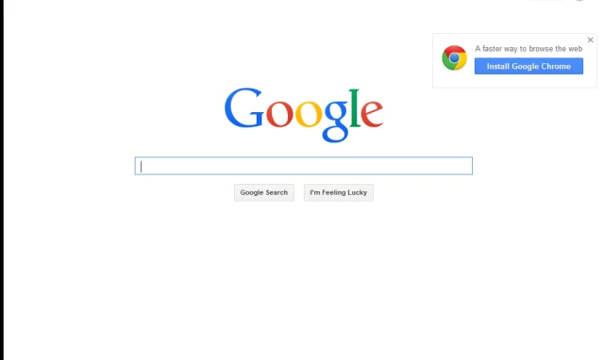 A faster way to browse the web
Install Google Chrome
Google
Google Search
I'm Feeling Lucky